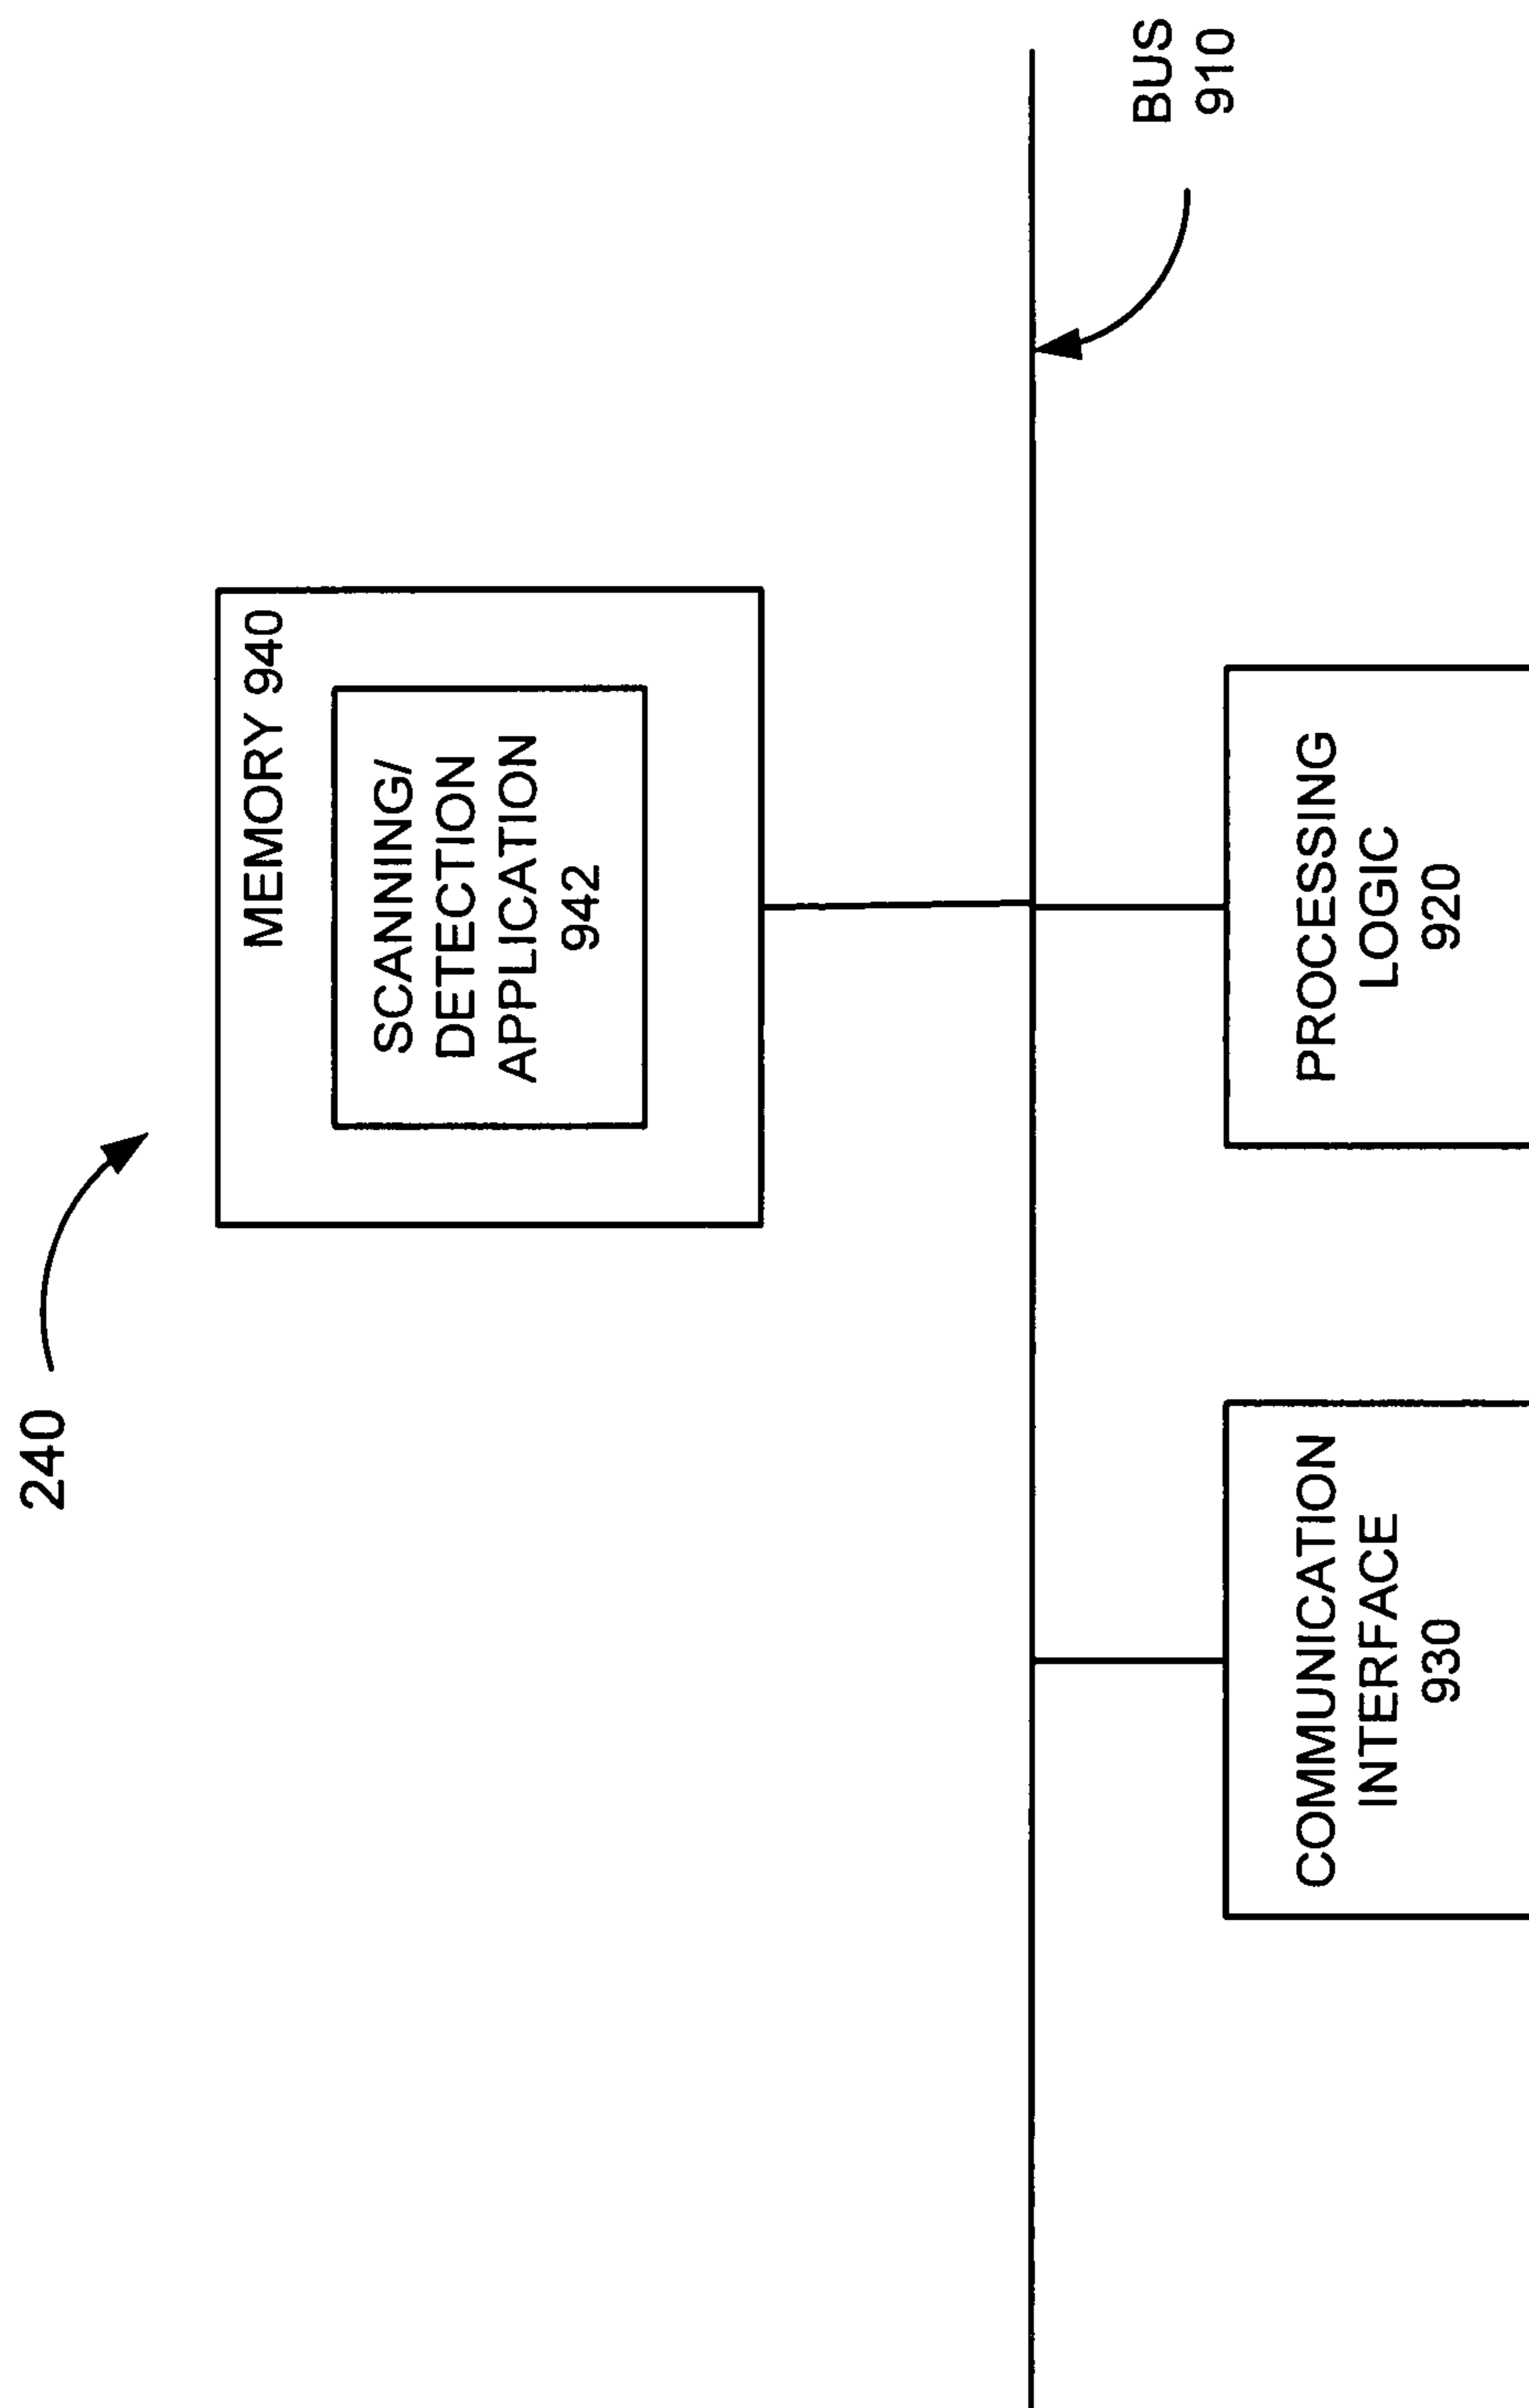 240
MEMORY 940
SCANNING/
DETECTION
APPLICATION
942
BUS
910
COMMUNICATION
INTERFACE
930
PROCESSING
LOGIC
920